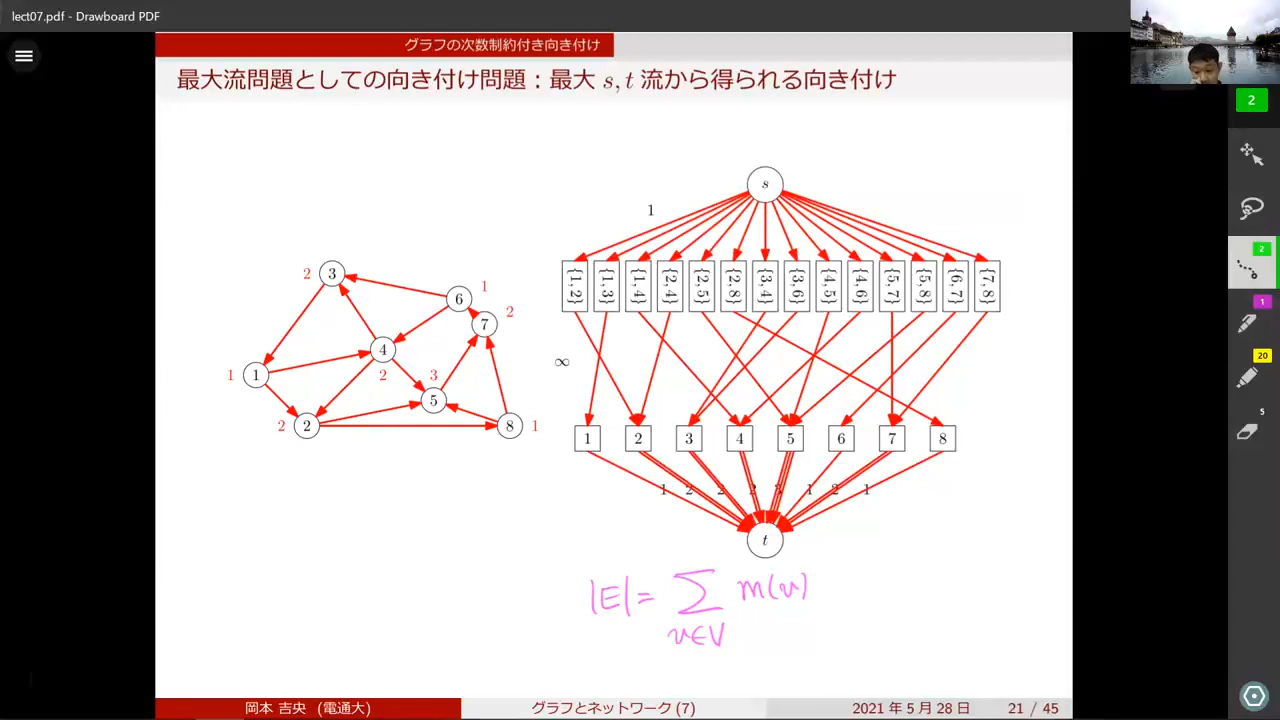 lect07.pdf - Drawboard PDF
グラフの次数制約付き向き付け
最大流問題としての向き付け問題：最大 s, t 流から得られる向き付け
2
1
20
5
s
1
{1,2} {1,3} {1,4} {2,4} {2,5} {2,8} {3,4} {3,6} {4,5} {4,6} {5,7} {5,8} {6,7} {7,8}
2 3
6 1
7 2
4
2
1 1
3
5
2 2
8 1
∞
1 2 3 4 5 6 7 8
1 2 2 2 3 1 2 1
t
|E| = ∑ m(v)
v∈V
岡本 吉央 (電通大) グラフとネットワーク (7) 2021 年 5 月 28 日 21 / 45